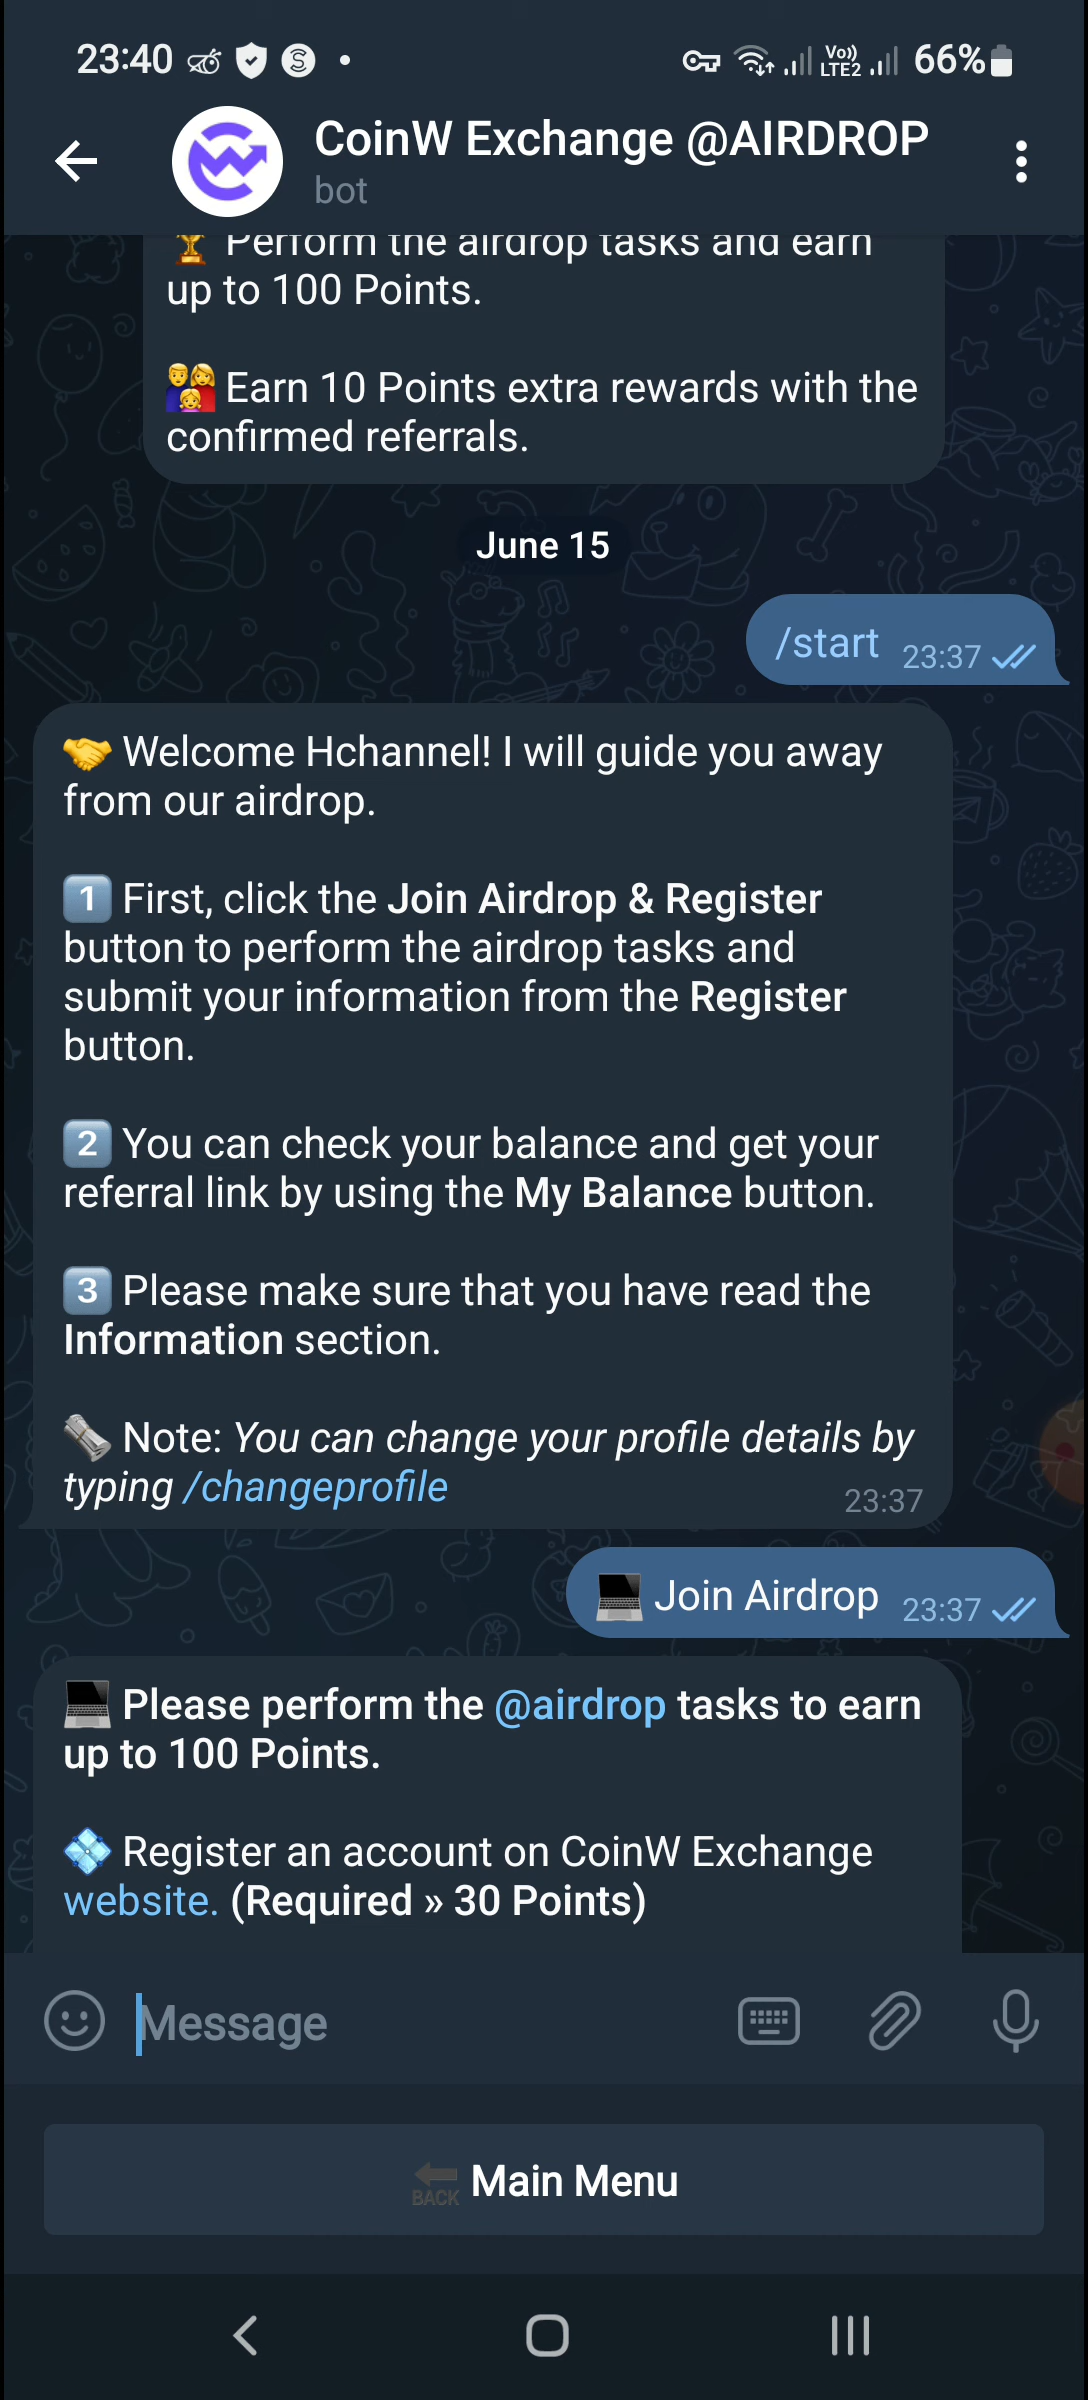 23:40
Vo))
LTE2
66%
CoinW Exchange @AIRDROP
bot
Perform the airdrop tasks and earn
up to 100 Points.
Earn 10 Points extra rewards with the
confirmed referrals.
June 15
/start 23:37
Welcome Hchannel! I will guide you away
from our airdrop.
1 First, click the Join Airdrop & Register
button to perform the airdrop tasks and
submit your information from the Register
button.
2 You can check your balance and get your
referral link by using the My Balance button.
3 Please make sure that you have read the
Information section.
Note: You can change your profile details by
typing /changeprofile
23:37
Join Airdrop 23:37
Please perform the @airdrop tasks to earn
up to 100 Points.
Register an account on CoinW Exchange
website. (Required » 30 Points)
Message
BACK Main Menu